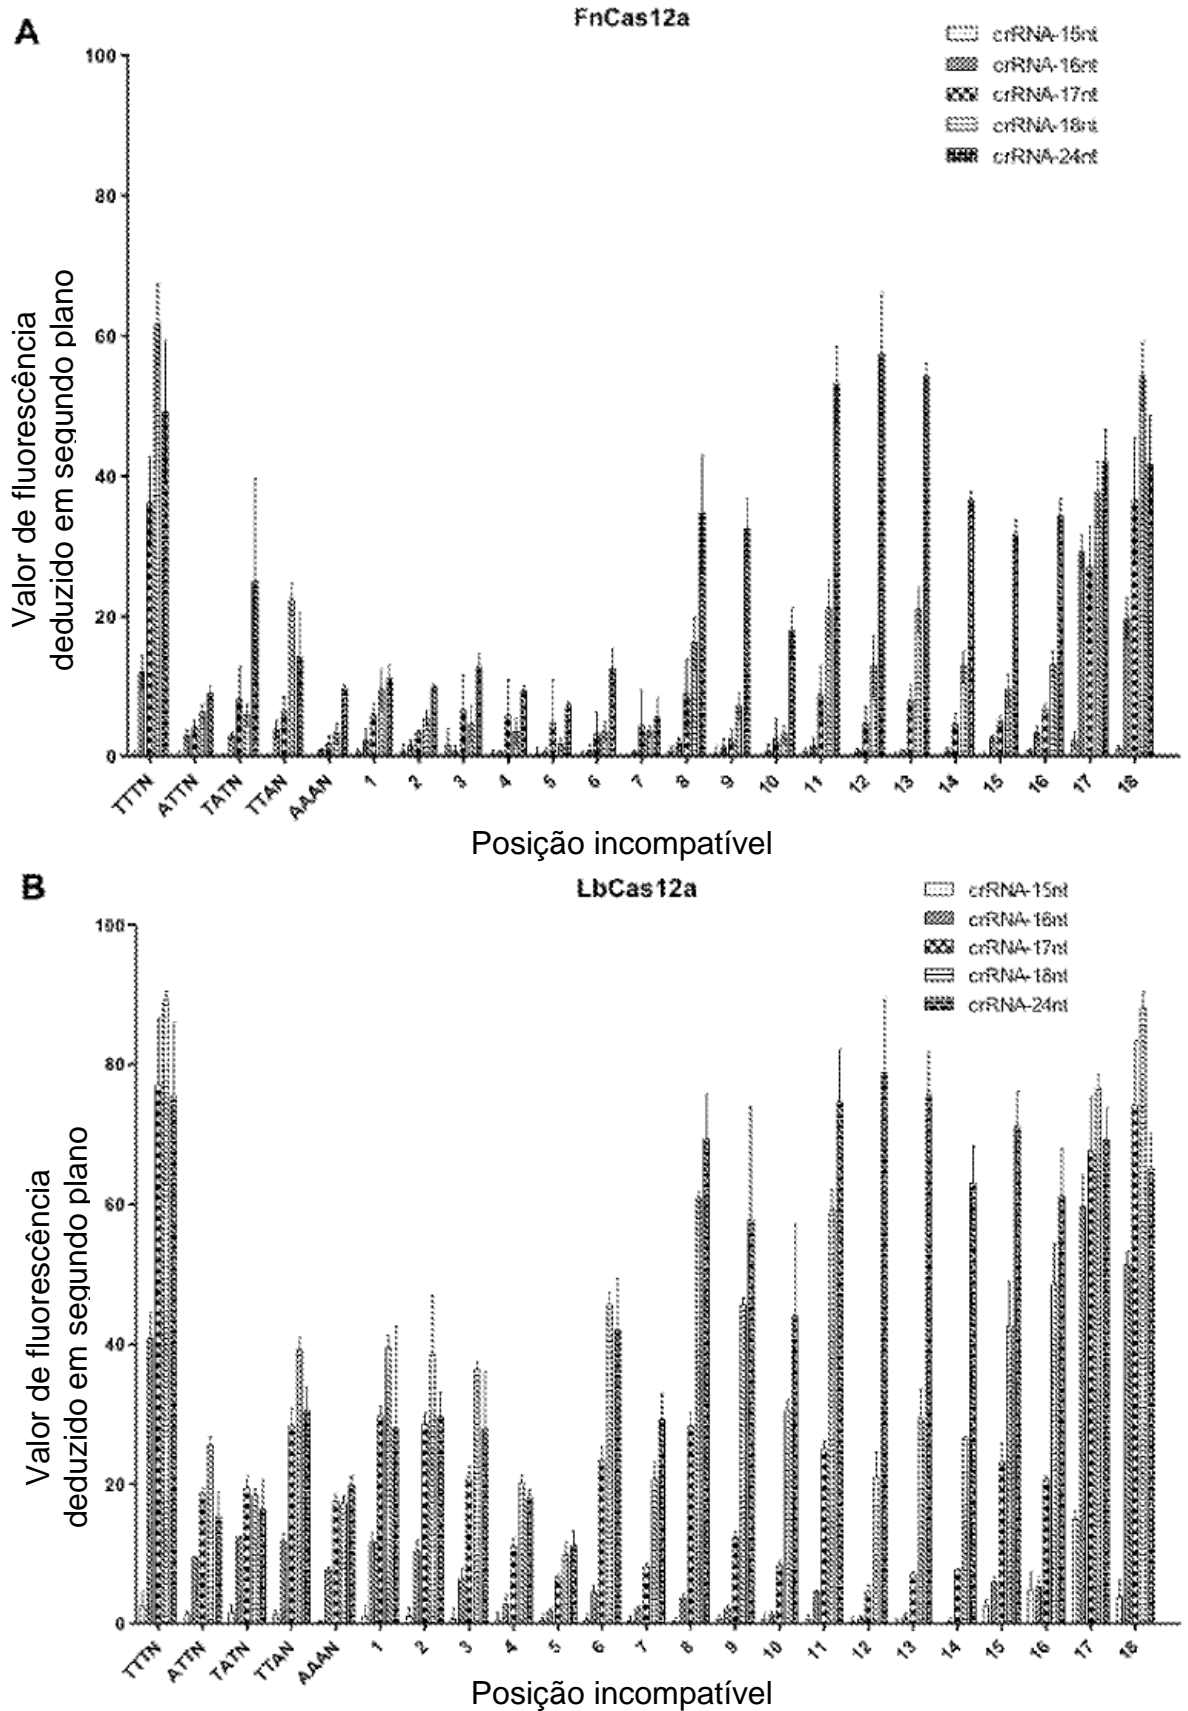 A
FnCas12a
crRNA-15nt
crRNA-16nt
crRNA-17nt
crRNA-18nt
crRNA-24nt
100
80
60
40
20
0
Valor de fluorescência
deduzido em segundo plano
TTTN ATTN TATN TTAN AAAN 1 2 3 4 5 6 7 8 9 10 11 12 13 14 15 16 17 18
Posição incompatível
B
LbCas12a
crRNA-15nt
crRNA-16nt
crRNA-17nt
crRNA-18nt
crRNA-24nt
100
80
60
40
20
0
Valor de fluorescência
deduzido em segundo plano
TTTN ATTN TATN TTAN AAAN 1 2 3 4 5 6 7 8 9 10 11 12 13 14 15 16 17 18
Posição incompatível